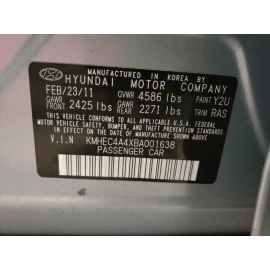 MANUFACTURED IN KOREA BY
HYUNDAI MOTOR COMPANY
FEB/23/11 GVWR 4586 lbs PAINT Y2U
GAWR FRONT 2425 lbs GAWR REAR 2271 lbs TRIM RAS
THIS VEHICLE CONFORMS TO ALL APPLICABLE
U.S. FEDERAL MOTOR VEHICLE SAFETY BUMPER
AND THEFT PREVENTION STANDARDS IN EFFECT
ON THE DATE OF MANUFACTURE SHOWN ABOVE
V.I.N KMHEC4A4XBA001638
PASSENGER CAR